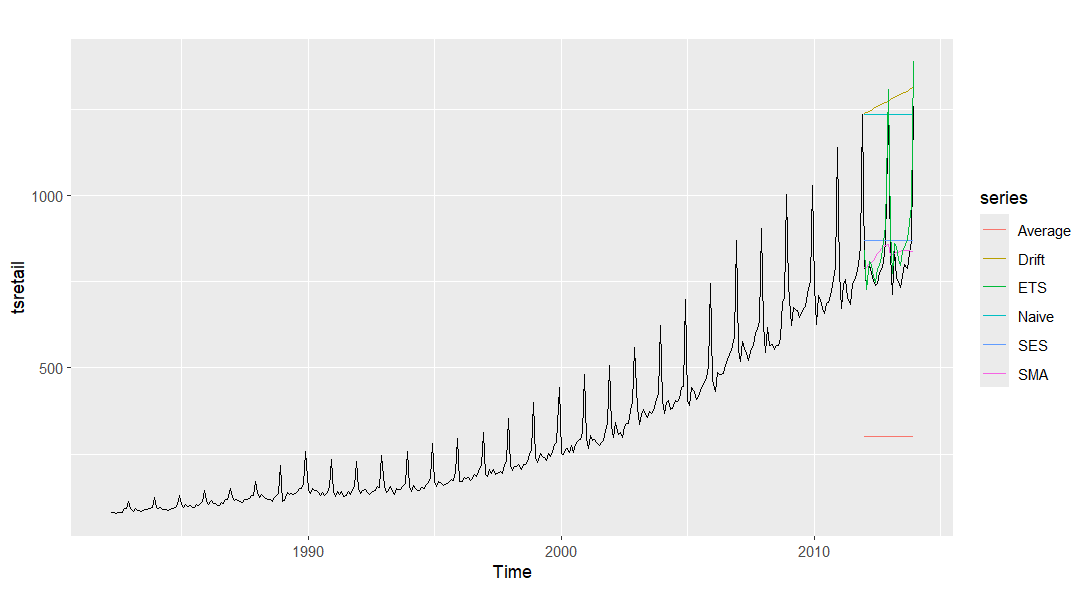 tsretail
1000
500
1990
2000
2010
Time
series
Average
Drift
ETS
Naive
SES
SMA